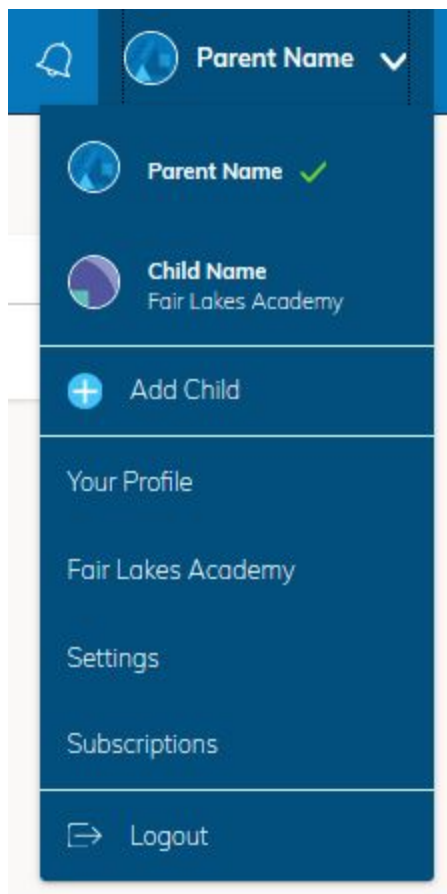 Parent Name
Parent Name
Child Name
Fair Lakes Academy
Add Child
Your Profile
Fair Lakes Academy
Settings
Subscriptions
Logout